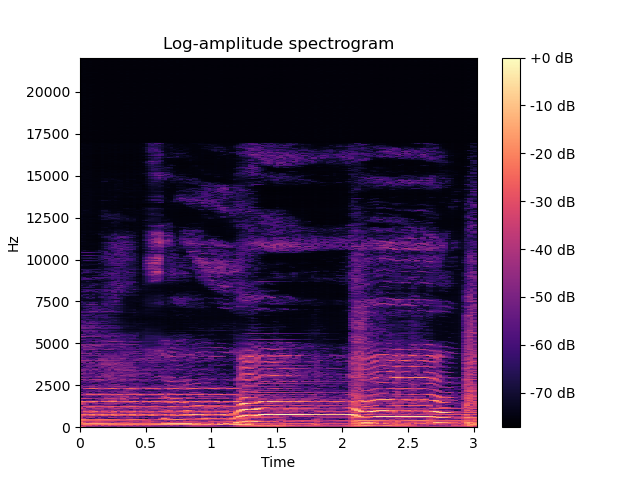 Log-amplitude spectrogram
Hz
20000
17500
15000
12500
10000
7500
5000
2500
0
0 0.5 1 1.5 2 2.5 3
Time
+0 dB
-10 dB
-20 dB
-30 dB
-40 dB
-50 dB
-60 dB
-70 dB